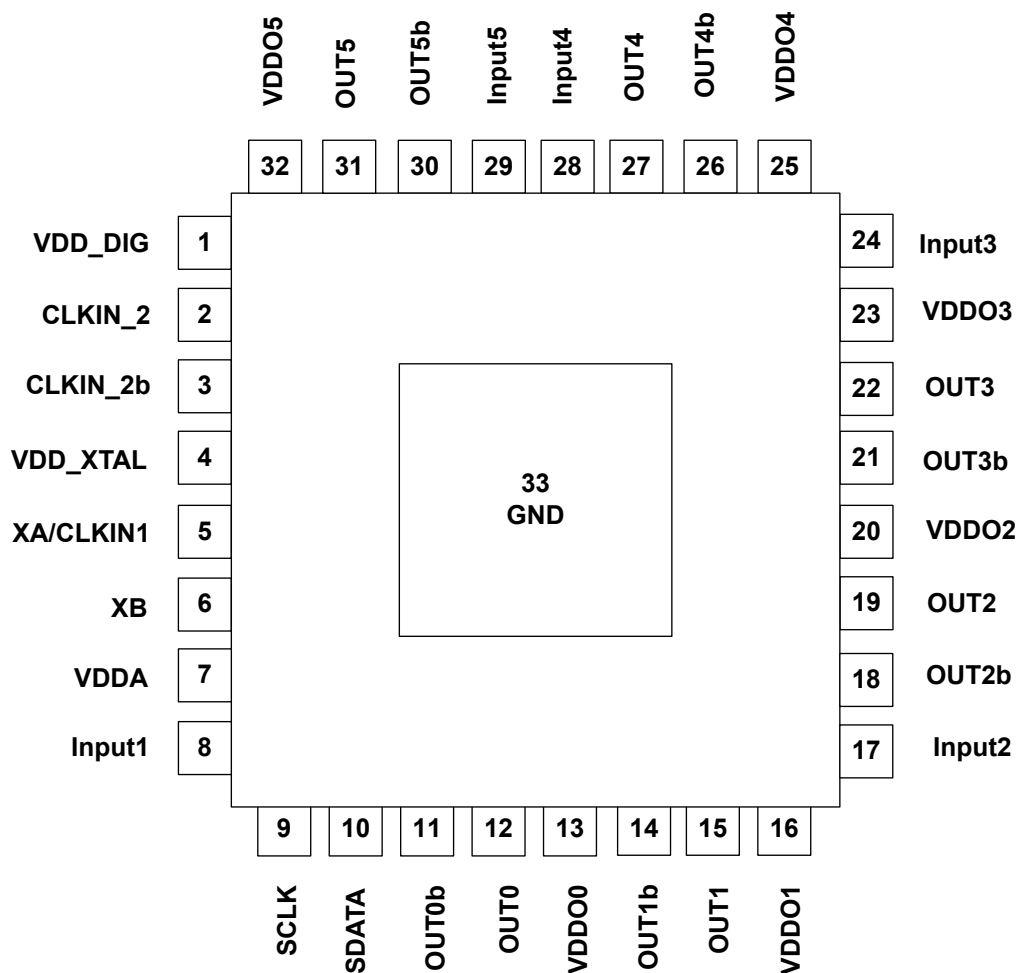 VDDO5
OUT5
OUT5b
Input5
Input4
OUT4
OUT4b
VDDO4
32 31 30 29 28 27 26 25
VDD_DIG 1
24 Input3
CLKIN_2 2
23 VDDO3
CLKIN_2b 3
22 OUT3
VDD_XTAL 4
21 OUT3b
33
GND
XA/CLKIN1 5
20 VDDO2
XB 6
19 OUT2
VDDA 7
18 OUT2b
Input1 8
17 Input2
9 10 11 12 13 14 15 16
SCLK
SDATA
OUT0b
OUT0
VDDO0
OUT1b
OUT1
VDDO1